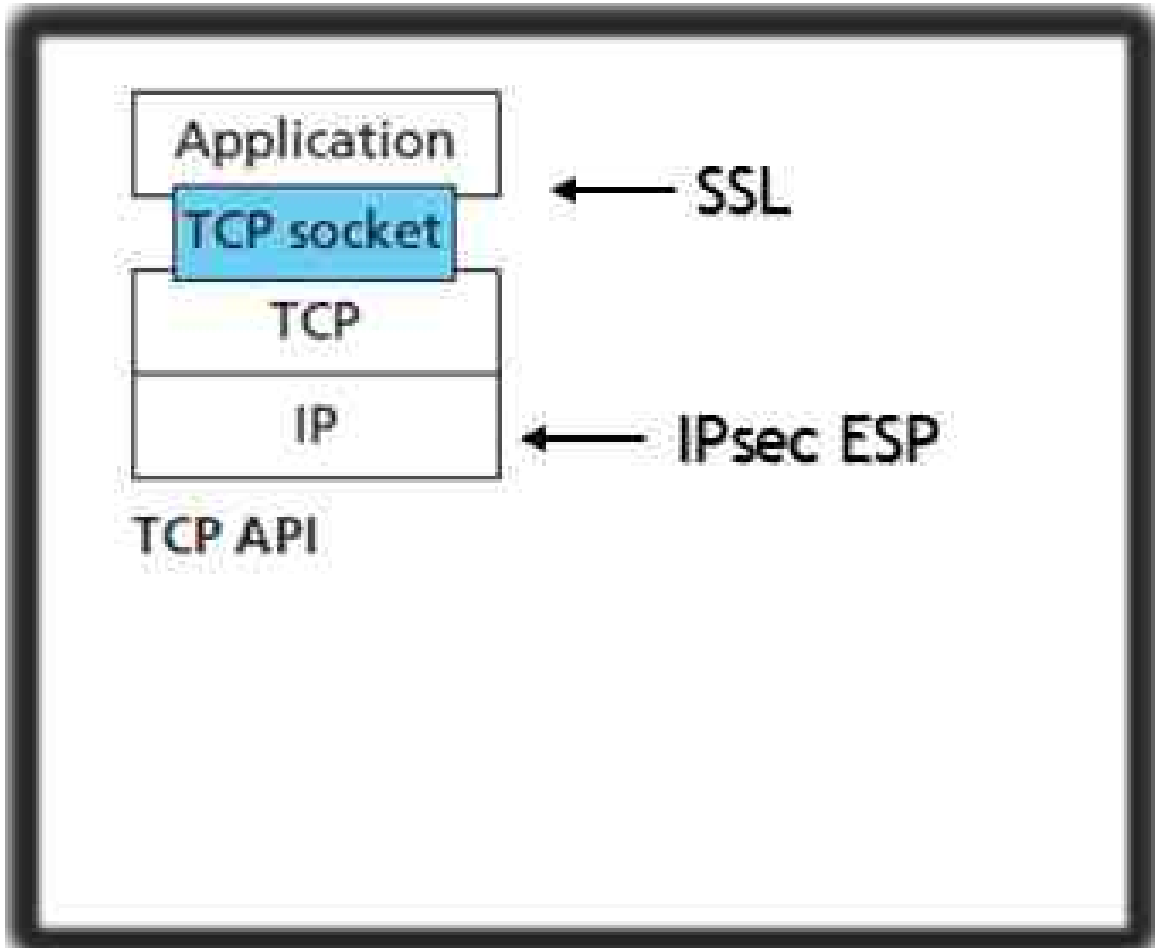 Application
SSL
TCP socket
TCP
IP
IPsec ESP
TCP API